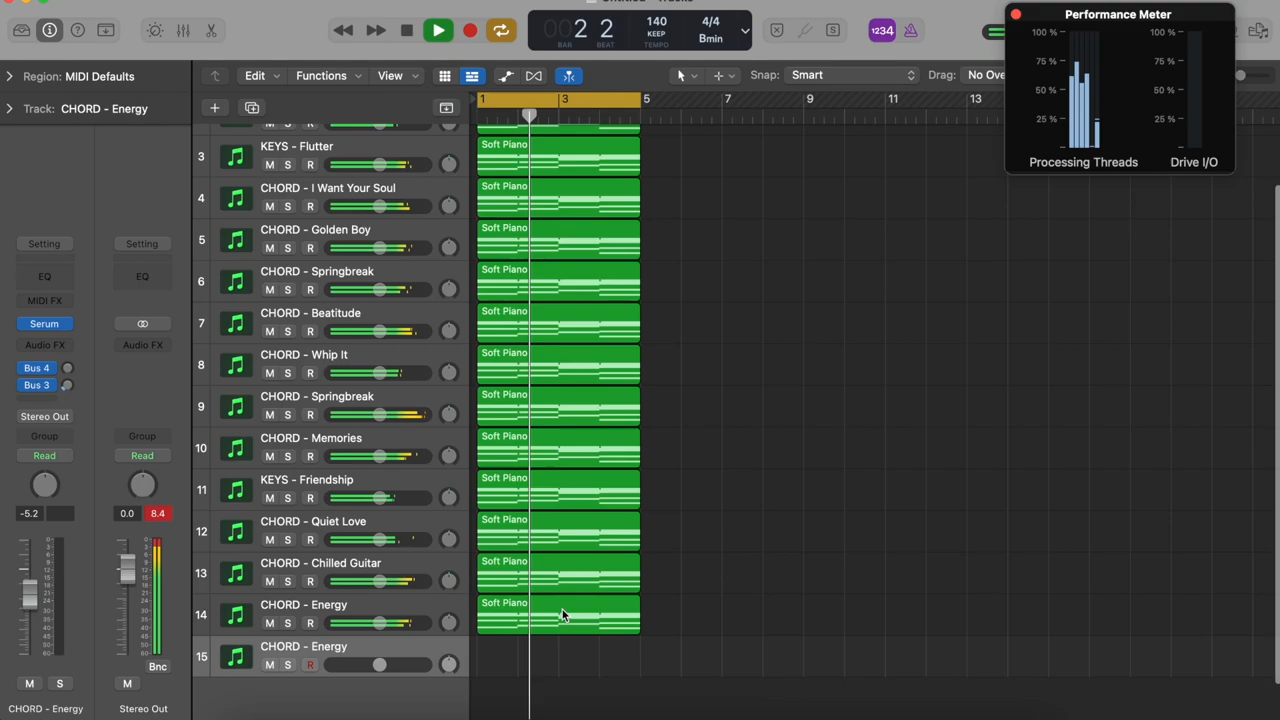 Untitled - Tracks
2 2
BAR
BEAT
140
KEEP
TEMPO
4/4
Bmin
1234
Performance Meter
100 %
75 %
50 %
25 %
Processing Threads
100 %
75 %
50 %
25 %
Drive I/O
Region: MIDI Defaults
Track: CHORD - Energy
Edit
Functions
View
Snap:
Smart
Drag:
No Ove
1
3
5
7
9
11
13
M S R
3
KEYS - Flutter
M S R
Soft Piano
4
CHORD - I Want Your Soul
M S R
Soft Piano
5
CHORD - Golden Boy
M S R
Soft Piano
6
CHORD - Springbreak
M S R
Soft Piano
7
CHORD - Beatitude
M S R
Soft Piano
8
CHORD - Whip It
M S R
Soft Piano
9
CHORD - Springbreak
M S R
Soft Piano
10
CHORD - Memories
M S R
Soft Piano
11
KEYS - Friendship
M S R
Soft Piano
12
CHORD - Quiet Love
M S R
Soft Piano
13
CHORD - Chilled Guitar
M S R
Soft Piano
14
CHORD - Energy
M S R
Soft Piano
15
CHORD - Energy
M S R
Setting
Setting
EQ
EQ
MIDI FX
Serum
Audio FX
Audio FX
Bus 4
Bus 3
Stereo Out
Group
Group
Read
Read
-5.2
0.0
8.4
Bnc
M S
M
CHORD - Energy
Stereo Out